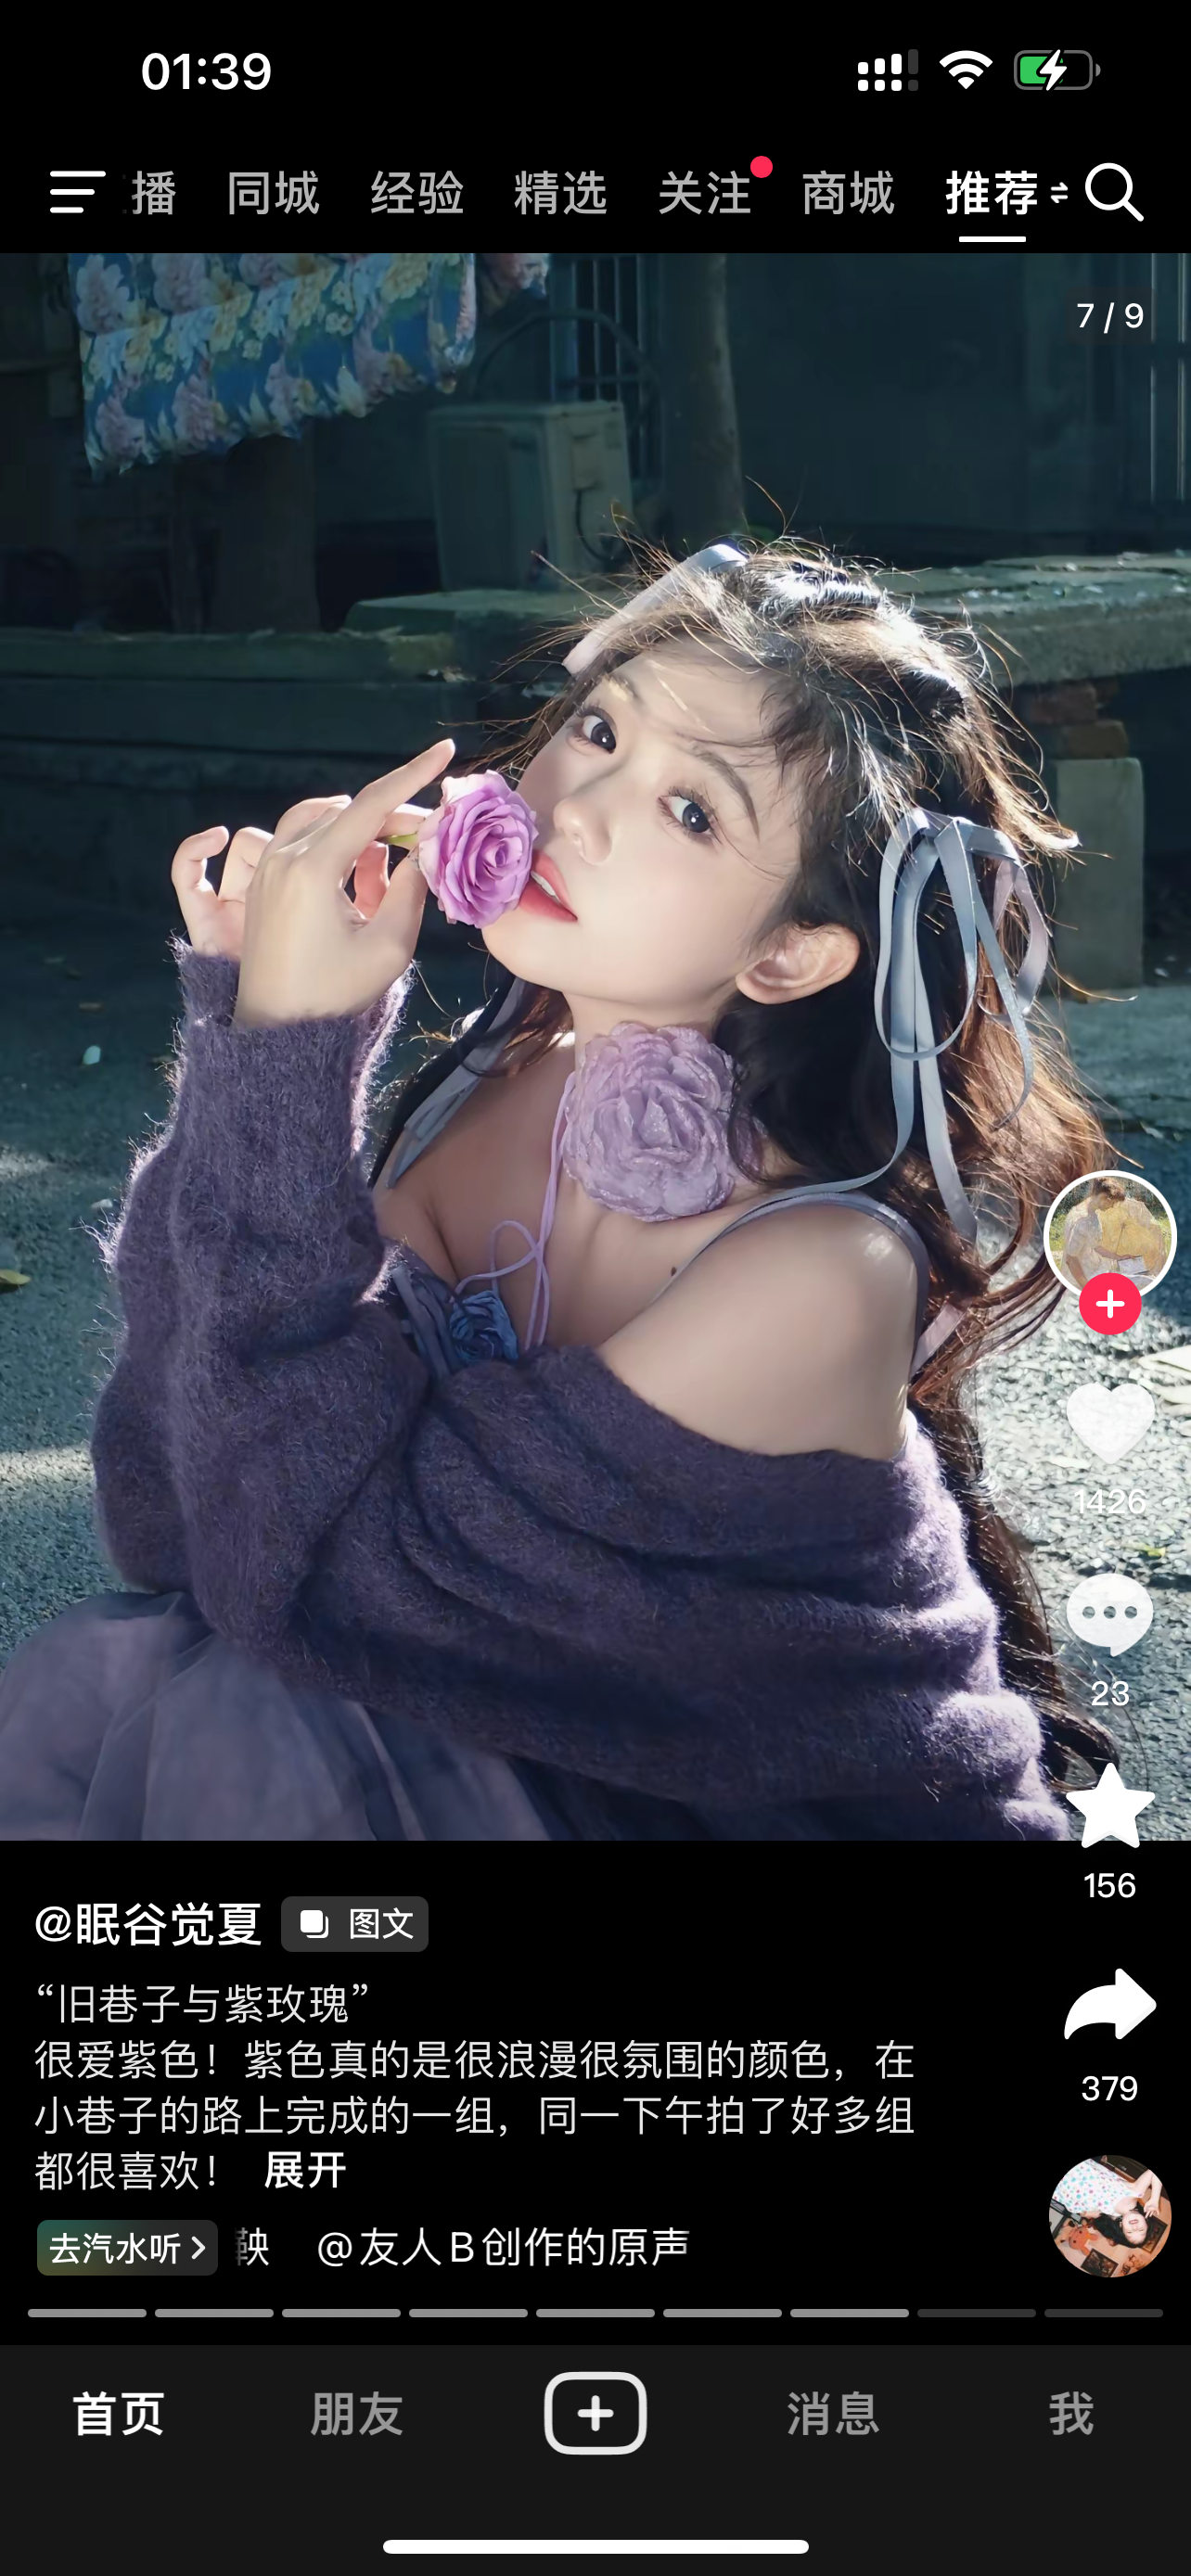 01:39
播 同城 经验 精选 关注 商城 推荐
7 / 9
1426
23
156
379
@眠谷觉夏 图文
“旧巷子与紫玫瑰”
很爱紫色！紫色真的是很浪漫很氛围的颜色，在
小巷子的路上完成的一组，同一下午拍了好多组
都很喜欢！ 展开
去汽水听 @友人B创作的原声
首页 朋友 消息 我